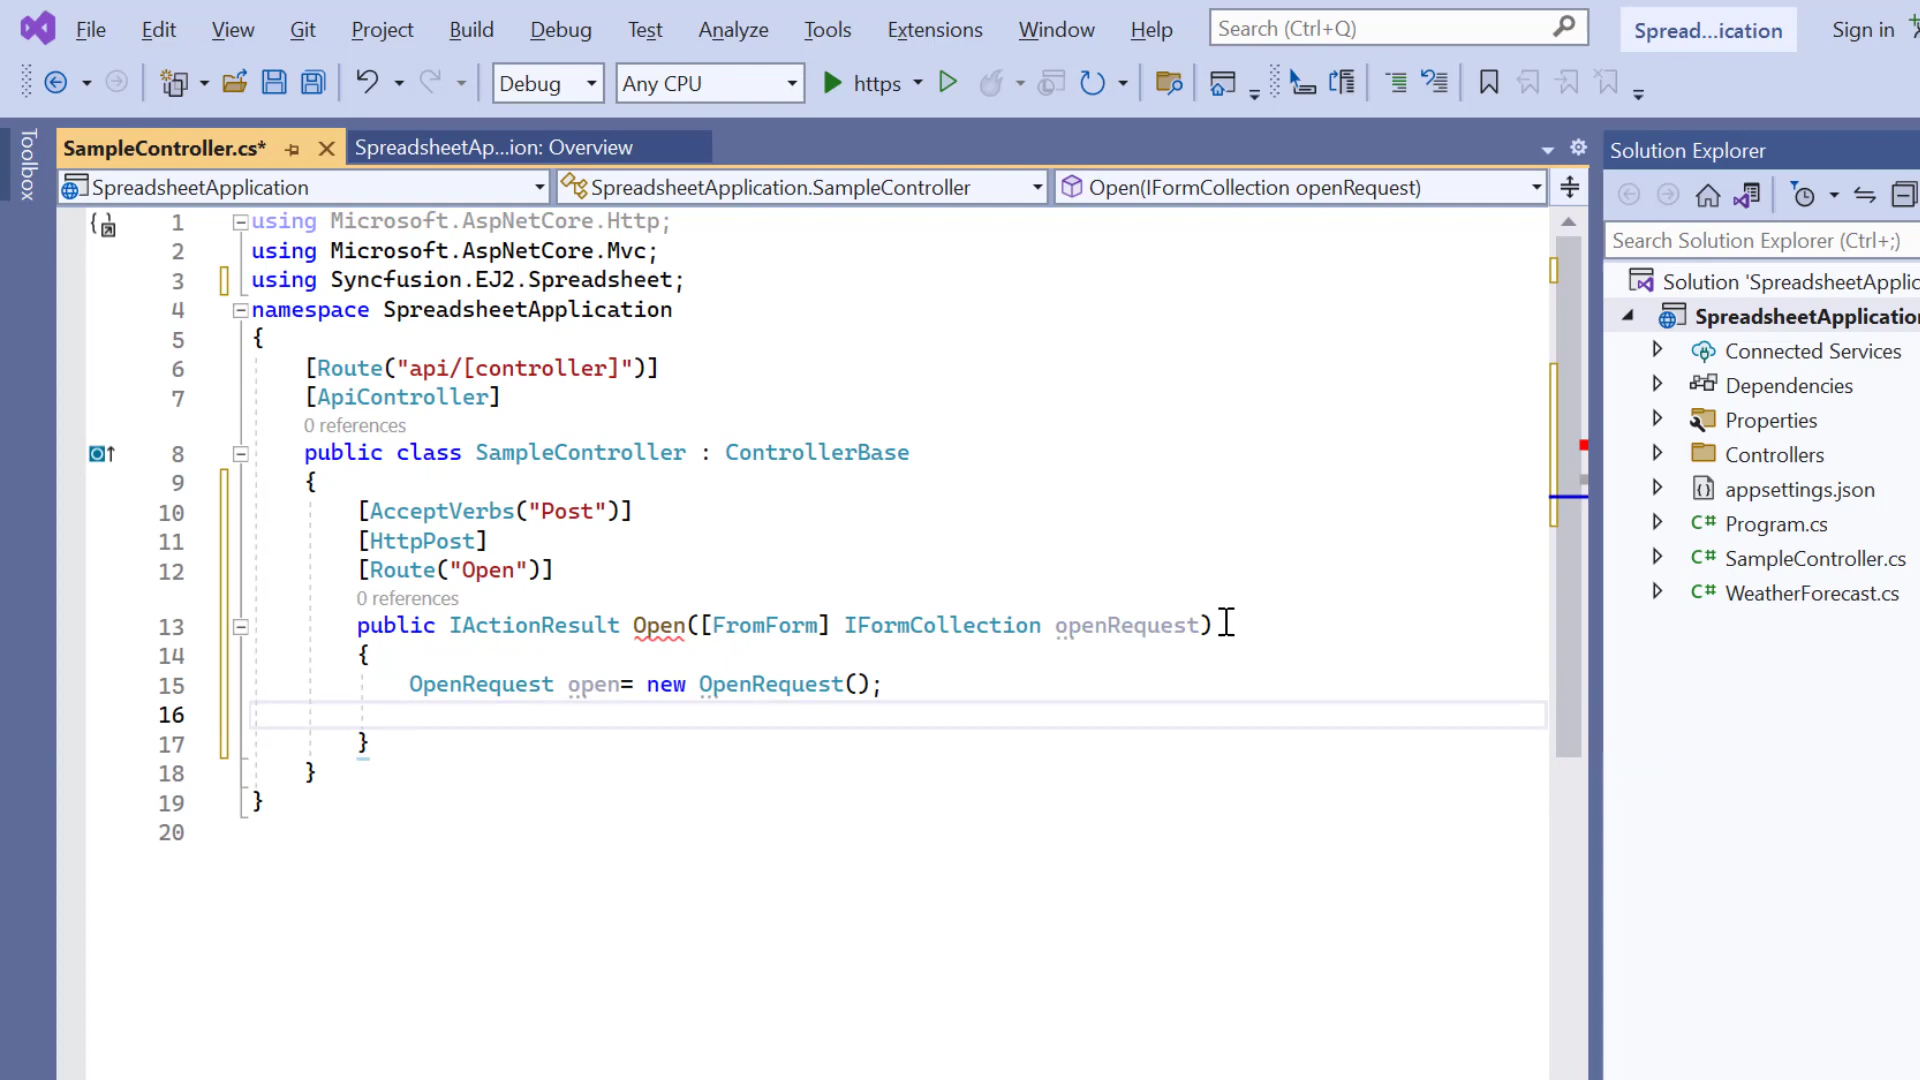 File Edit View Git Project Build Debug Test Analyze Tools Extensions Window Help Search (Ctrl+Q) Spread...ication Sign in
Debug Any CPU https
Toolbox
SampleController.cs* SpreadsheetAp...ion: Overview
SpreadsheetApplication SpreadsheetApplication.SampleController Open(IFormCollection openRequest)
1 using Microsoft.AspNetCore.Http;
2 using Microsoft.AspNetCore.Mvc;
3 using Syncfusion.EJ2.Spreadsheet;
4 namespace SpreadsheetApplication
5 {
6 [Route("api/[controller]")]
7 [ApiController]
0 references
8 public class SampleController : ControllerBase
9 {
10 [AcceptVerbs("Post")]
11 [HttpPost]
12 [Route("Open")]
0 references
13 public IActionResult Open([FromForm] IFormCollection openRequest)
14 {
15 OpenRequest open= new OpenRequest();
16
17 }
18 }
19 }
20
Solution Explorer
Search Solution Explorer (Ctrl+;)
Solution 'SpreadsheetApplic
SpreadsheetApplication
Connected Services
Dependencies
Properties
Controllers
appsettings.json
C# Program.cs
C# SampleController.cs
C# WeatherForecast.cs